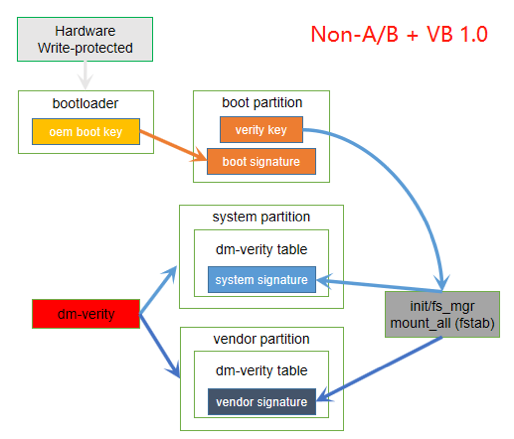 Hardware
Write-protected
Non-A/B + VB 1.0
bootloader
oem boot key
boot partition
verity key
boot signature
system partition
dm-verity table
system signature
dm-verity
init/fs_mgr
mount_all (fstab)
vendor partition
dm-verity table
vendor signature